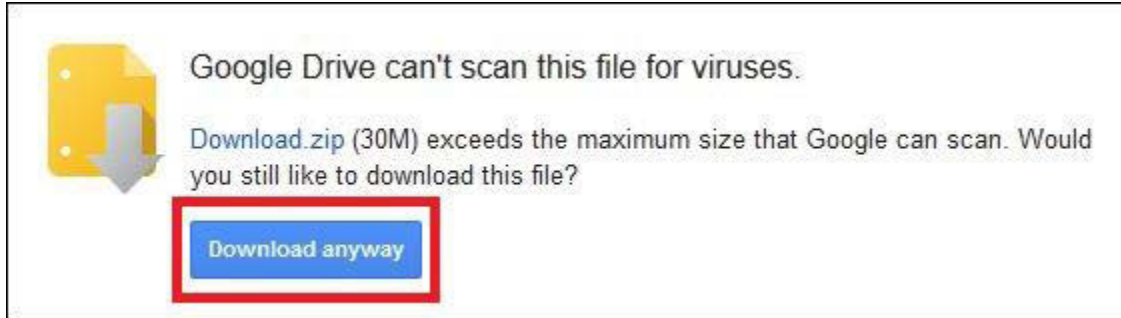 Google Drive can't scan this file for viruses.
Download.zip (30M) exceeds the maximum size that Google can scan. Would
you still like to download this file?
Download anyway